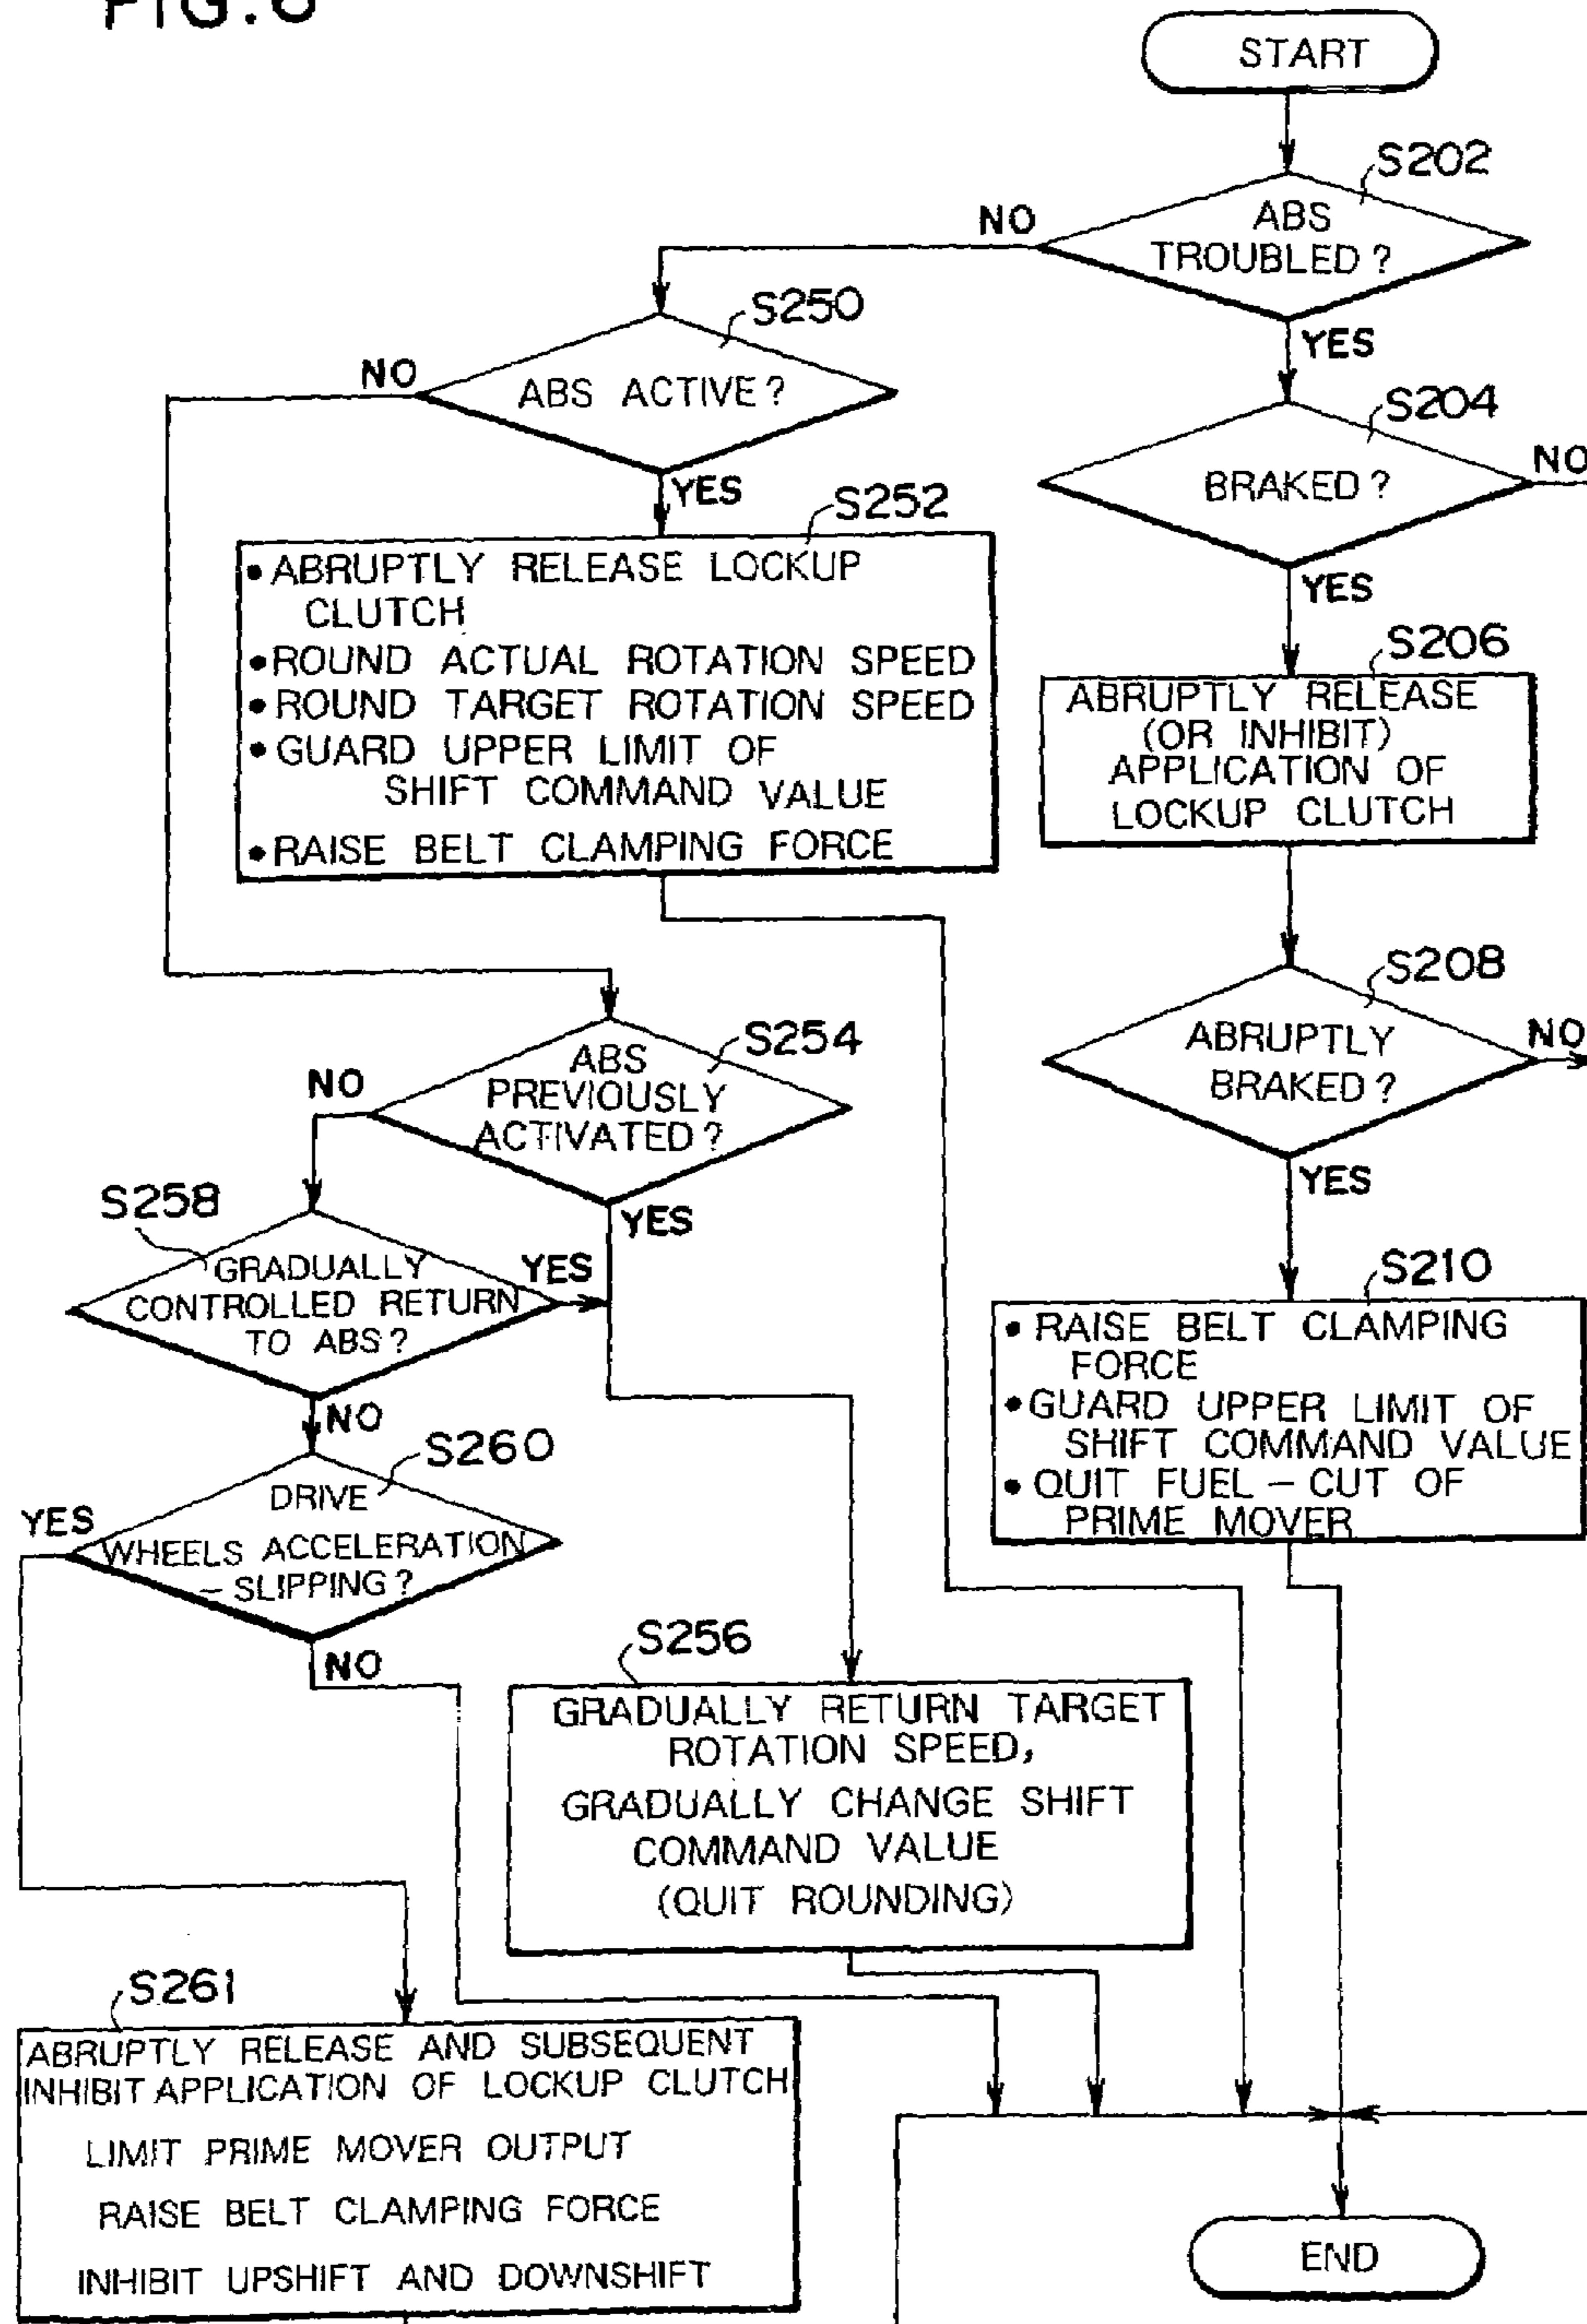 START
S202
ABS
TROUBLED?
NO
YES
S250
ABS ACTIVE?
NO
YES
S204
BRAKED?
NO
YES
S252
• ABRUPTLY RELEASE LOCKUP
CLUTCH
• ROUND ACTUAL ROTATION SPEED
• ROUND TARGET ROTATION SPEED
• GUARD UPPER LIMIT OF
SHIFT COMMAND VALUE
• RAISE BELT CLAMPING FORCE
S206
ABRUPTLY RELEASE
(OR INHIBIT)
APPLICATION OF
LOCKUP CLUTCH
S208
ABRUPTLY
BRAKED?
NO
YES
S254
ABS
PREVIOUSLY
ACTIVATED?
NO
YES
S258
GRADUALLY
CONTROLLED RETURN
TO ABS?
YES
NO
S210
• RAISE BELT CLAMPING
FORCE
• GUARD UPPER LIMIT OF
SHIFT COMMAND VALUE
• QUIT FUEL – CUT OF
PRIME MOVER
S260
DRIVE
WHEELS ACCELERATION
– SLIPPING?
YES
NO
S256
GRADUALLY RETURN TARGET
ROTATION SPEED,
GRADUALLY CHANGE SHIFT
COMMAND VALUE
(QUIT ROUNDING)
S261
ABRUPTLY RELEASE AND SUBSEQUENT
INHIBIT APPLICATION OF LOCKUP CLUTCH
LIMIT PRIME MOVER OUTPUT
RAISE BELT CLAMPING FORCE
INHIBIT UPSHIFT AND DOWNSHIFT
END